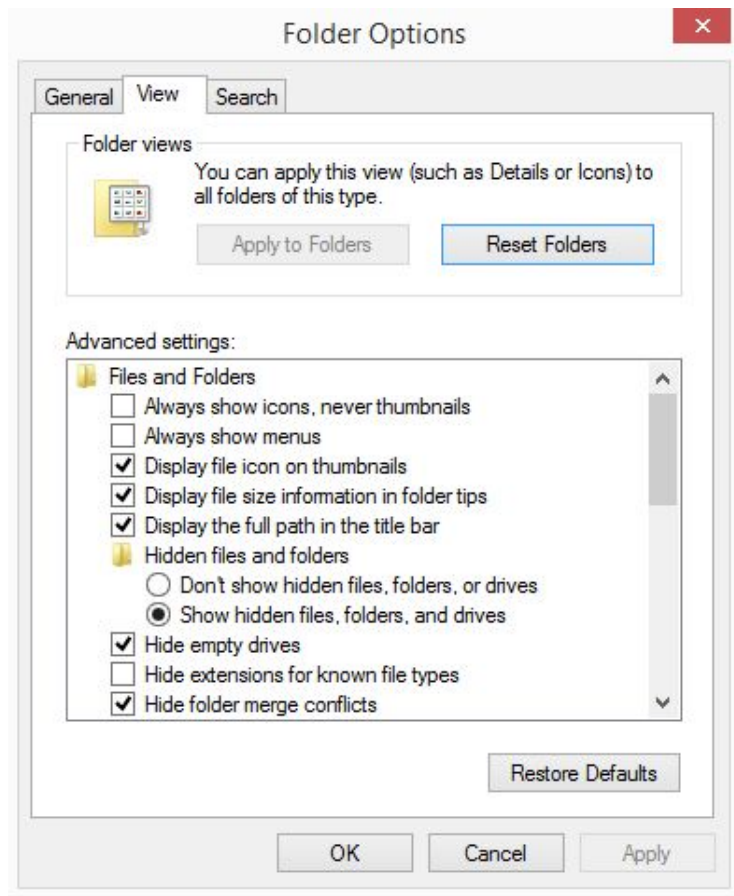 Folder Options
General
View
Search
Folder views
You can apply this view (such as Details or Icons) to
all folders of this type.
Apply to Folders
Reset Folders
Advanced settings:
Files and Folders
Always show icons, never thumbnails
Always show menus
Display file icon on thumbnails
Display file size information in folder tips
Display the full path in the title bar
Hidden files and folders
Don't show hidden files, folders, or drives
Show hidden files, folders, and drives
Hide empty drives
Hide extensions for known file types
Hide folder merge conflicts
Restore Defaults
OK
Cancel
Apply